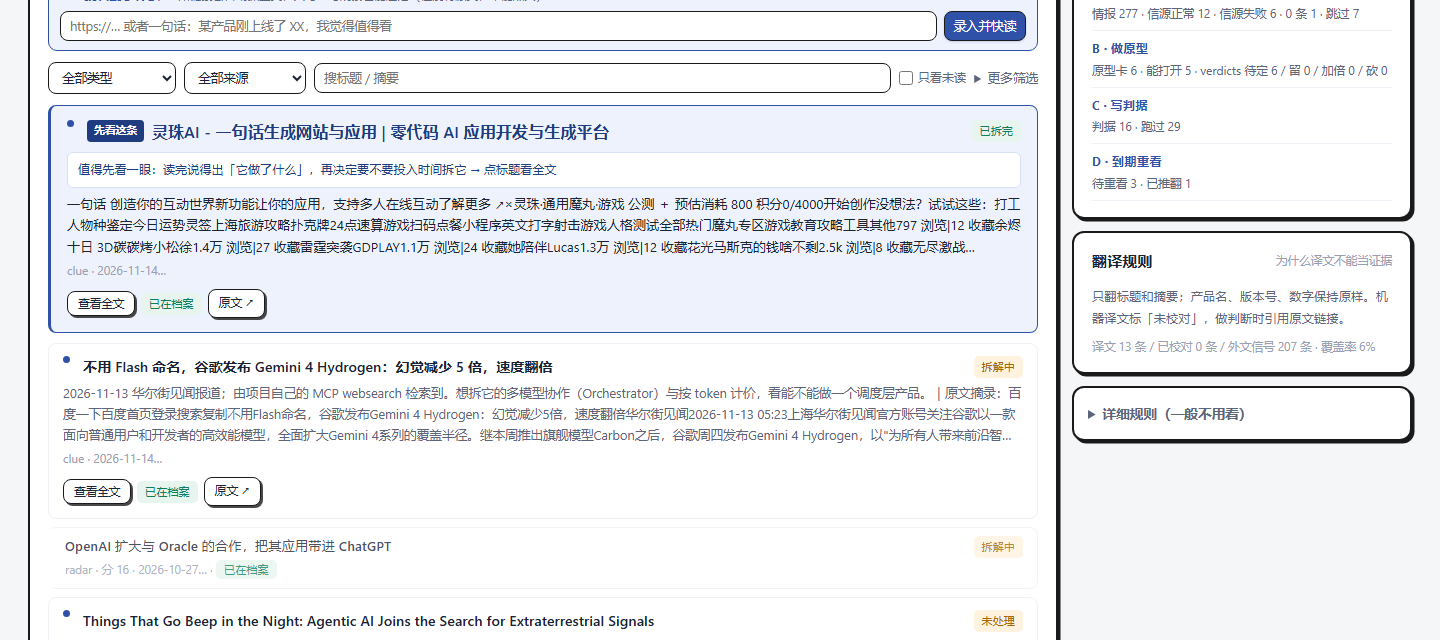 https://... 或者一句话：某产品刚上线了 XX，我觉得值得看
录入并快读
全部类型
全部来源
搜标题 / 摘要
只看未读
▶ 更多筛选
先看这条
灵珠AI - 一句话生成网站与应用 | 零代码 AI 应用开发与生成平台
已拆完
值得先看一眼：读完说得出「它做了什么」，再决定要不要投入时间拆它 → 点标题看全文
一句话 创造你的互动世界新功能让你的应用，支持多人在线互动了解更多 ↗×灵珠·通用魔丸·游戏 公测 + 预估消耗 800 积分0/4000开始创作没想法？试试这些：打工
人物种鉴定今日运势灵签上海旅游攻略扑克牌24点速算游戏扫码点餐小程序英文打字射击游戏人格测试全部热门魔丸专区游戏教育攻略工具其他797 浏览|12 收藏余烬
十日 3D碳碳烤小松徐1.4万 浏览|27 收藏雷霆突袭GDPLAY1.1万 浏览|24 收藏她陪伴Lucas1.3万 浏览|12 收藏花光马斯克的钱啥不剩2.5k 浏览|8 收藏无尽激战...
clue · 2026-11-14...
查看全文
已在档案
原文 ↗
不用 Flash 命名，谷歌发布 Gemini 4 Hydrogen：幻觉减少 5 倍，速度翻倍
拆解中
2026-11-13 华尔街见闻报道；由项目自己的 MCP websearch 检索到。想拆它的多模型协作（Orchestrator）与按 token 计价，看能不能做一个调度层产品。 | 原文摘录：百
度一下百度首页登录搜索复制不用Flash命名，谷歌发布Gemini 4 Hydrogen：幻觉减少5倍，速度翻倍华尔街见闻2026-11-13 05:23上海华尔街见闻官方账号关注谷歌以一款
面向普通用户和开发者的高效能模型，全面扩大Gemini 4系列的覆盖半径。继本周推出旗舰模型Carbon之后，谷歌周四发布Gemini 4 Hydrogen，以"为所有人带来前沿智...
clue · 2026-11-14...
查看全文
已在档案
原文 ↗
OpenAI 扩大与 Oracle 的合作，把其应用带进 ChatGPT
拆解中
radar · 分 16 · 2026-10-27... · 已在档案
Things That Go Beep in the Night: Agentic AI Joins the Search for Extraterrestrial Signals
未处理
情报 277 · 信源正常 12 · 信源失败 6 · 0 条 1 · 跳过 7
B · 做原型
原型卡 6 · 能打开 5 · verdicts 待定 6 / 留 0 / 加倍 0 / 砍 0
C · 写判据
判据 16 · 跑过 29
D · 到期重看
待重看 3 · 已推翻 1
翻译规则
为什么译文不能当证据
只翻标题和摘要；产品名、版本号、数字保持原样。机
器译文标「未校对」，做判断时引用原文链接。
译文 13 条 / 已校对 0 条 / 外文信号 207 条 · 覆盖率 6%
▶ 详细规则（一般不用看）